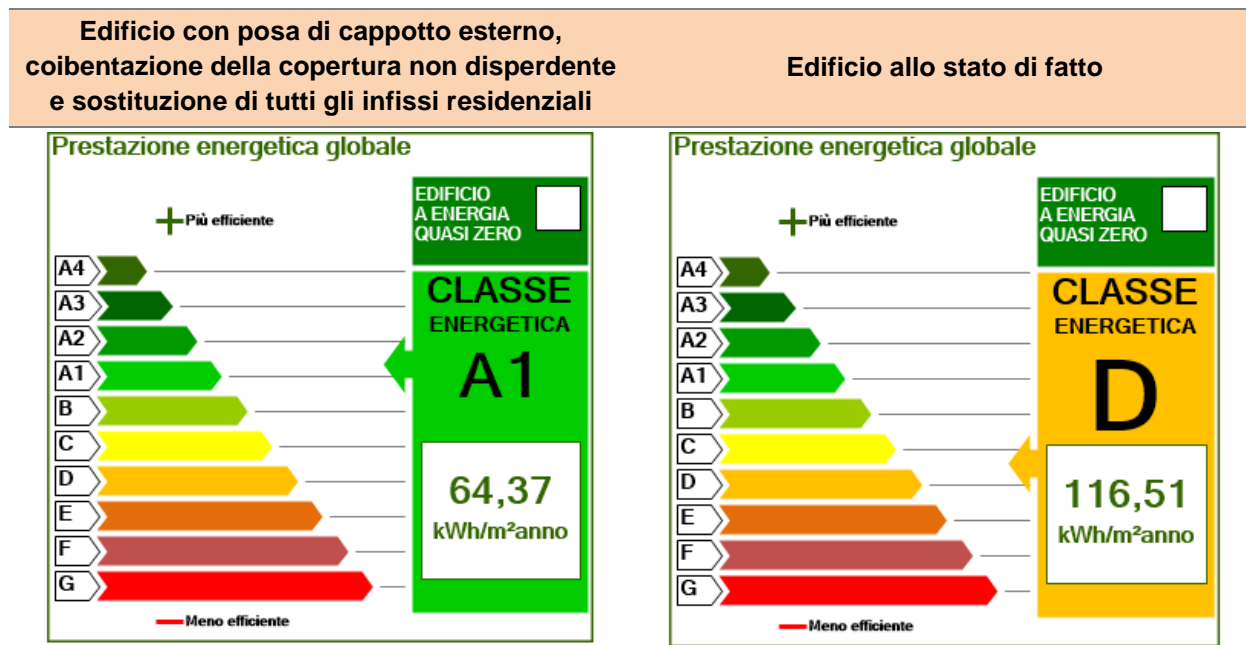 Edificio con posa di cappotto esterno,
coibentazione della copertura non disperdente
e sostituzione di tutti gli infissi residenziali
Edificio allo stato di fatto
Prestazione energetica globale
Più efficiente
EDIFICIO
A ENERGIA
QUASI ZERO
A4
A3
A2
A1
B
C
D
E
F
G
CLASSE
ENERGETICA
A1
64,37
kWh/m²anno
Meno efficiente
Prestazione energetica globale
Più efficiente
EDIFICIO
A ENERGIA
QUASI ZERO
A4
A3
A2
A1
B
C
D
E
F
G
CLASSE
ENERGETICA
D
116,51
kWh/m²anno
Meno efficiente